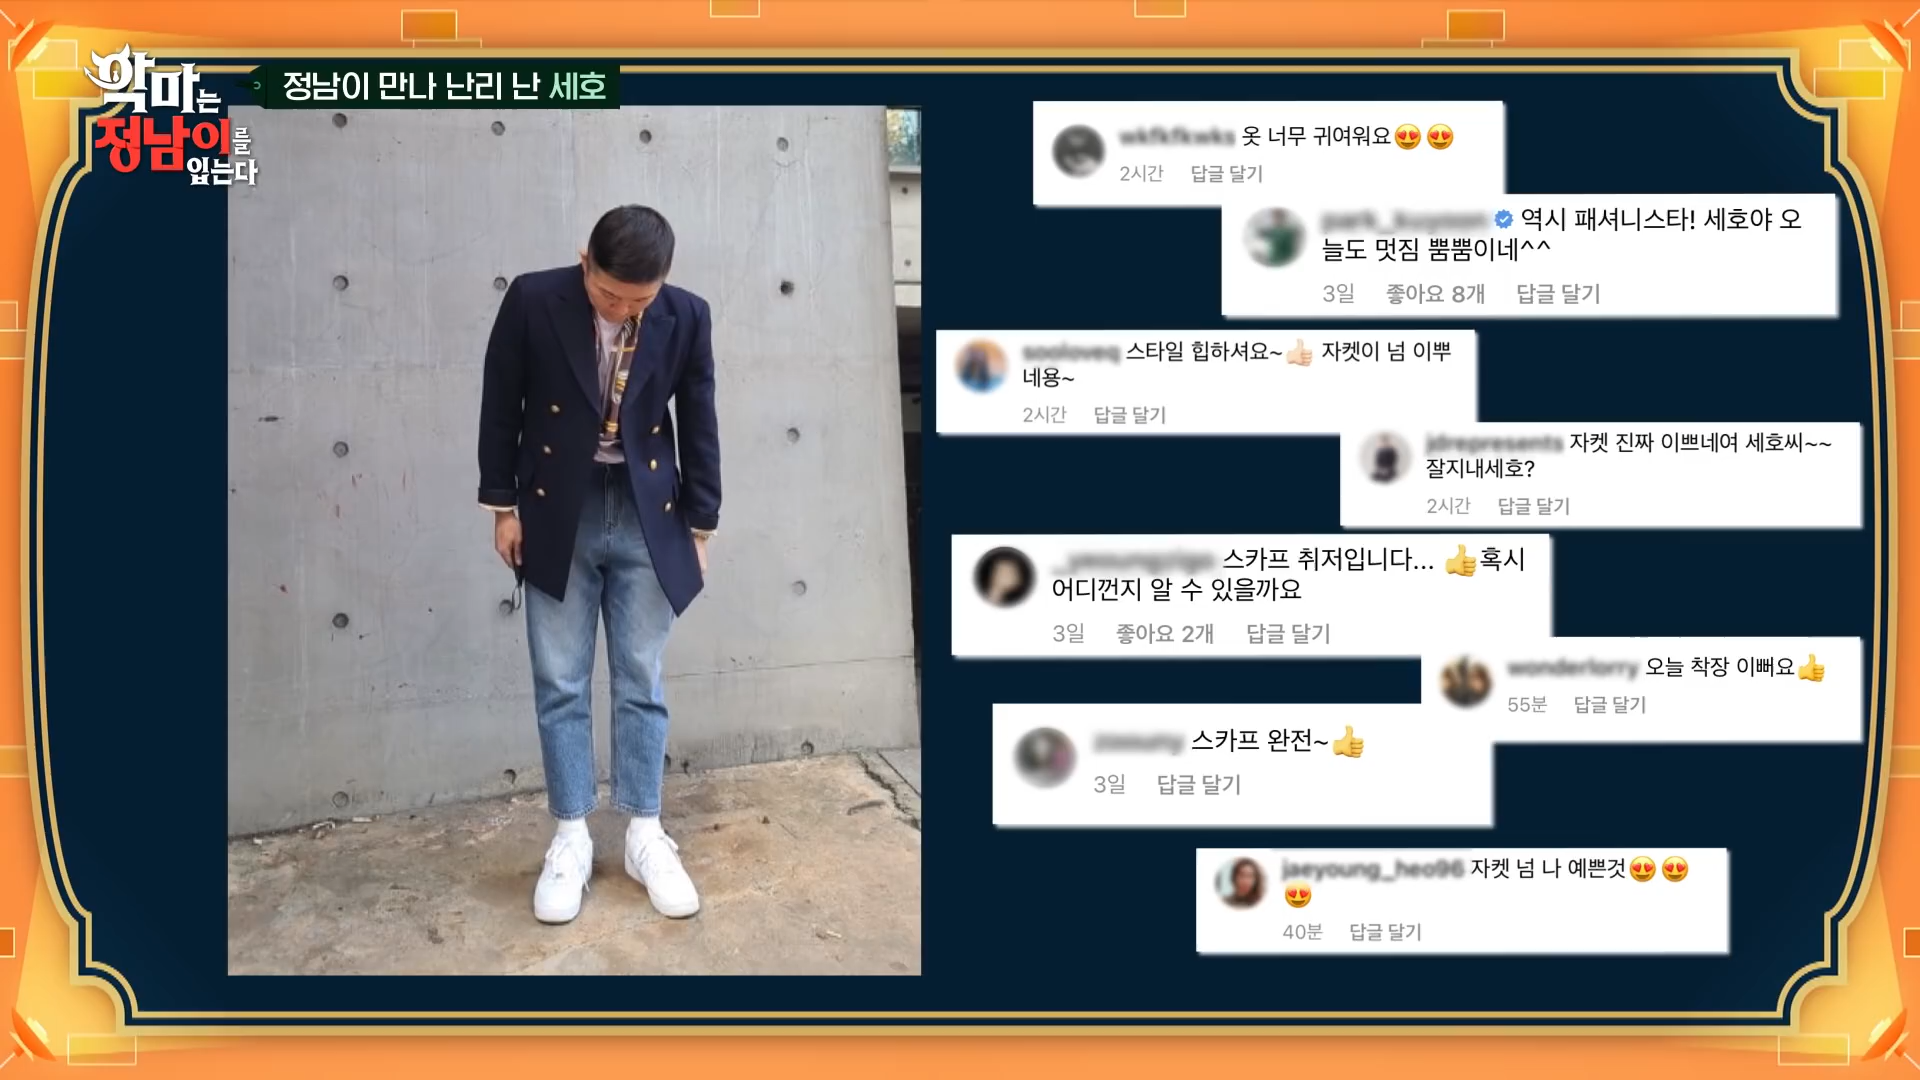 악마는
정남이를
입는다
정남이 만나 난리 난 세호
옷 너무 귀여워요😍😍
2시간 답글 달기
역시 패셔니스타! 세호야 오
늘도 멋짐 뿜뿜이네^^
3일 좋아요 8개 답글 달기
스타일 힙하셔요~👍🏻 자켓이 넘 이뿌
네용~
2시간 답글 달기
자켓 진짜 이쁘네여 세호씨~~
잘지내세호?
2시간 답글 달기
스카프 취저입니다... 👍혹시
어디껀지 알 수 있을까요
3일 좋아요 2개 답글 달기
wonderlorry 오늘 착장 이뻐요👍
55분 답글 달기
스카프 완전~👍
3일 답글 달기
jaeyoung_heo96 자켓 넘 나 예쁜것😍😍
😍
40분 답글 달기